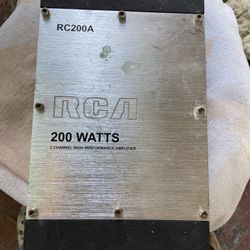 RC200A
RCA
200 WATTS
2 CHANNEL HIGH PERFORMANCE AMPLIFIER